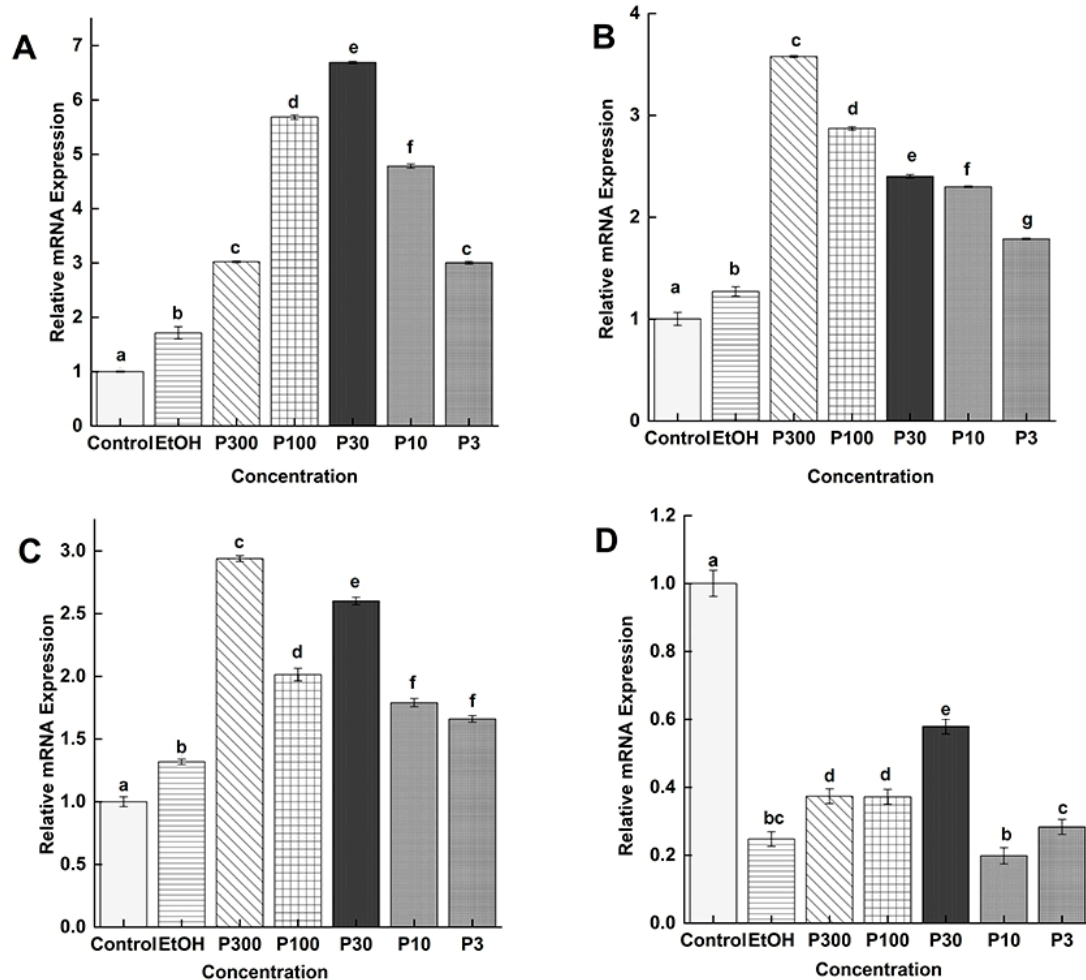 A
Relative mRNA Expression
7
6
5
4
3
2
1
0
a
b
c
d
e
f
c
Control EtOH P300 P100 P30 P10 P3
Concentration
B
Relative mRNA Expression
4
3
2
1
0
a
b
c
d
e
f
g
Control EtOH P300 P100 P30 P10 P3
Concentration
C
Relative mRNA Expression
3.0
2.5
2.0
1.5
1.0
0.5
0.0
a
b
c
d
e
f
f
Control EtOH P300 P100 P30 P10 P3
Concentration
D
Relative mRNA Expression
1.2
1.0
0.8
0.6
0.4
0.2
0.0
a
bc
d
d
e
b
c
Control EtOH P300 P100 P30 P10 P3
Concentration